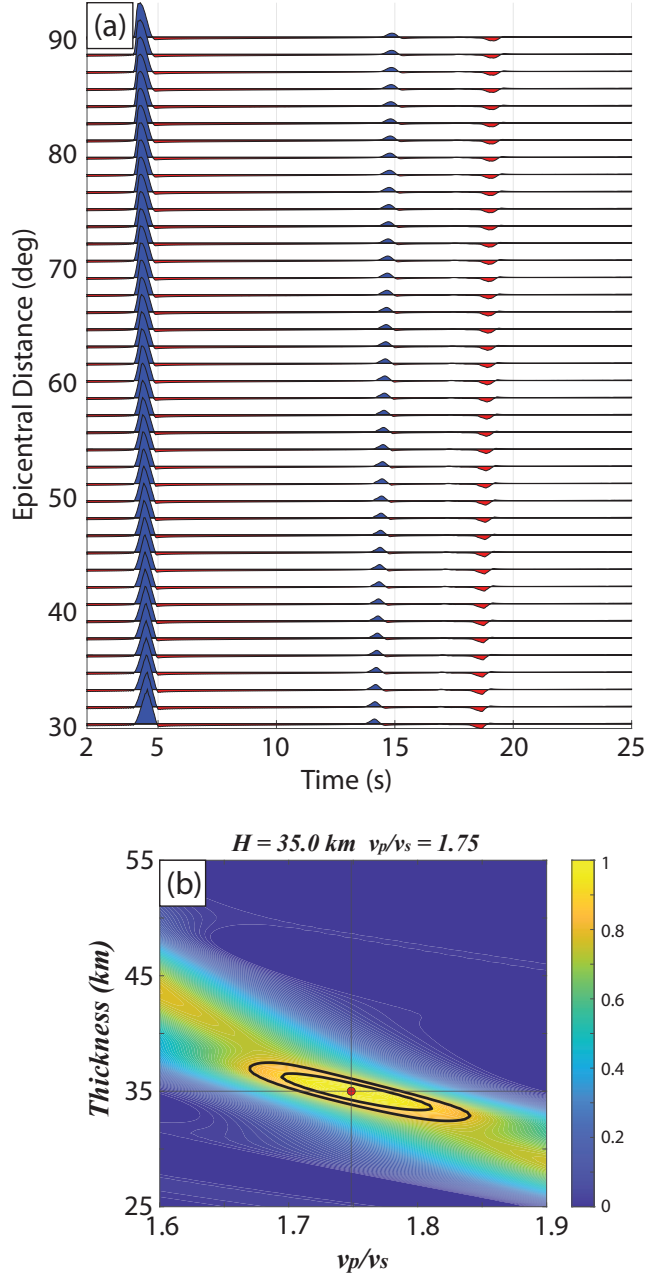 (a)
90
80
70
60
50
40
30
Epicentral Distance (deg)
2 5 10 15 20 25
Time (s)
H = 35.0 km vp/vs = 1.75
(b)
55
45
35
25
Thickness (km)
1.6 1.7 1.8 1.9
vp/vs
1
0.8
0.6
0.4
0.2
0